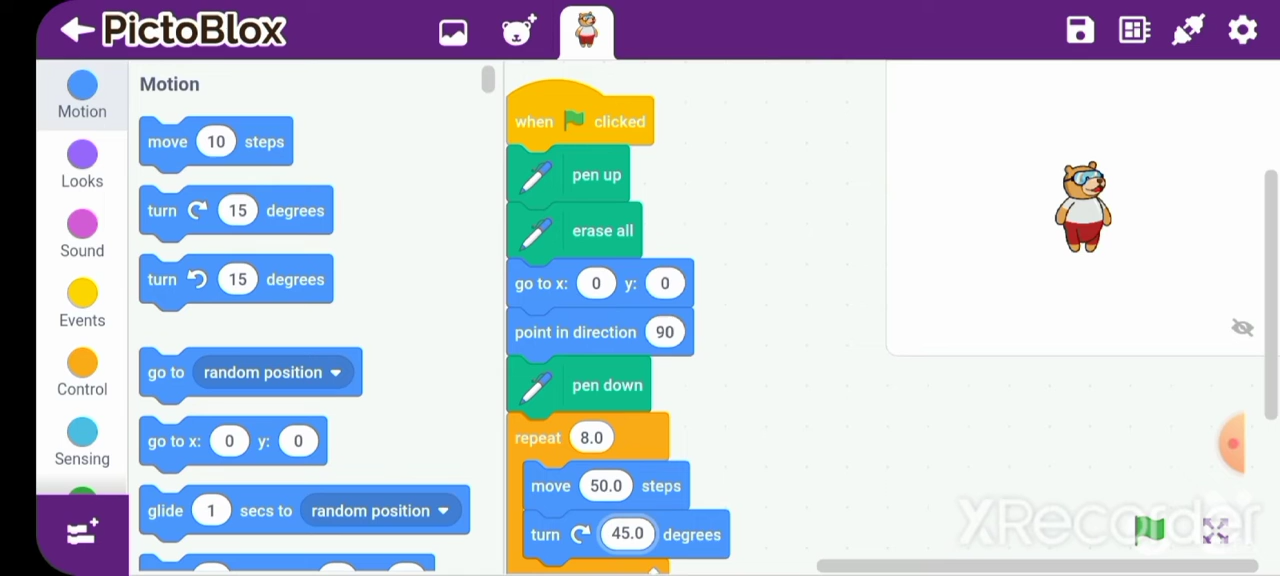 PictoBlox
Motion
Looks
Sound
Events
Control
Sensing
Motion
move 10 steps
turn 15 degrees
turn 15 degrees
go to random position
go to x: 0 y: 0
glide 1 secs to random position
when clicked
pen up
erase all
go to x: 0 y: 0
point in direction 90
pen down
repeat 8.0
move 50.0 steps
turn 45.0 degrees
XRecorder